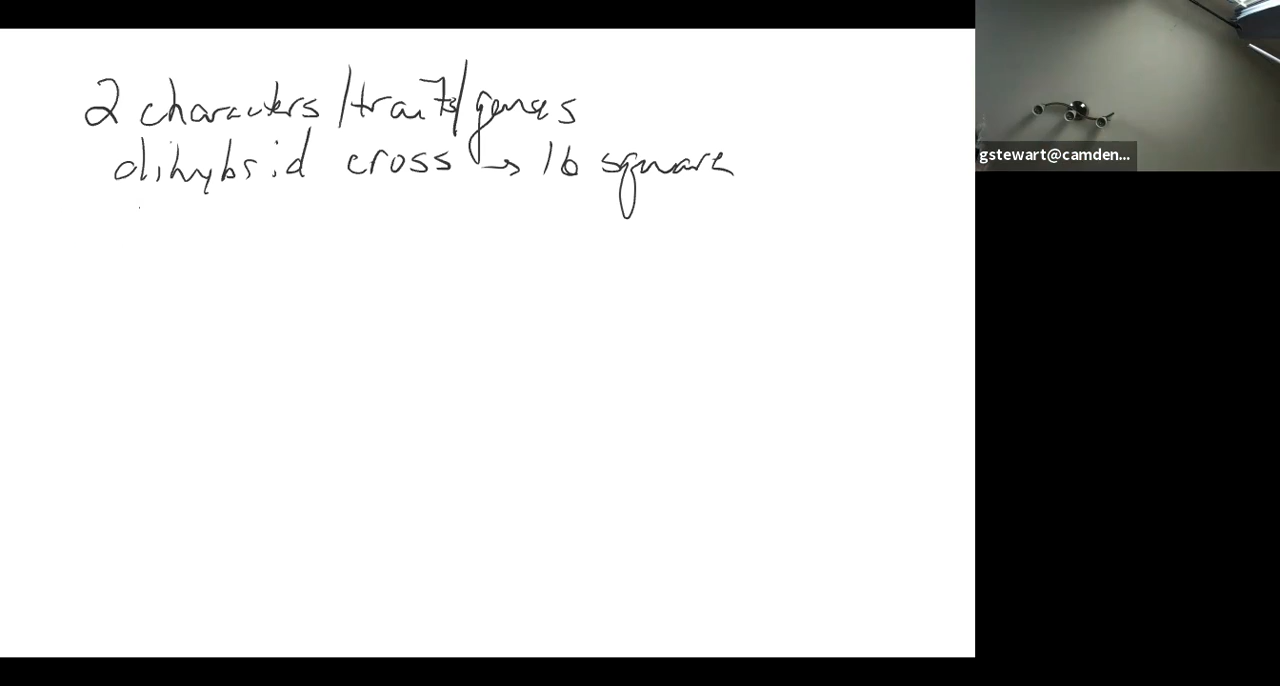 2 characters/traits/genes
dihybrid cross → 16 square
gstewart@camden...